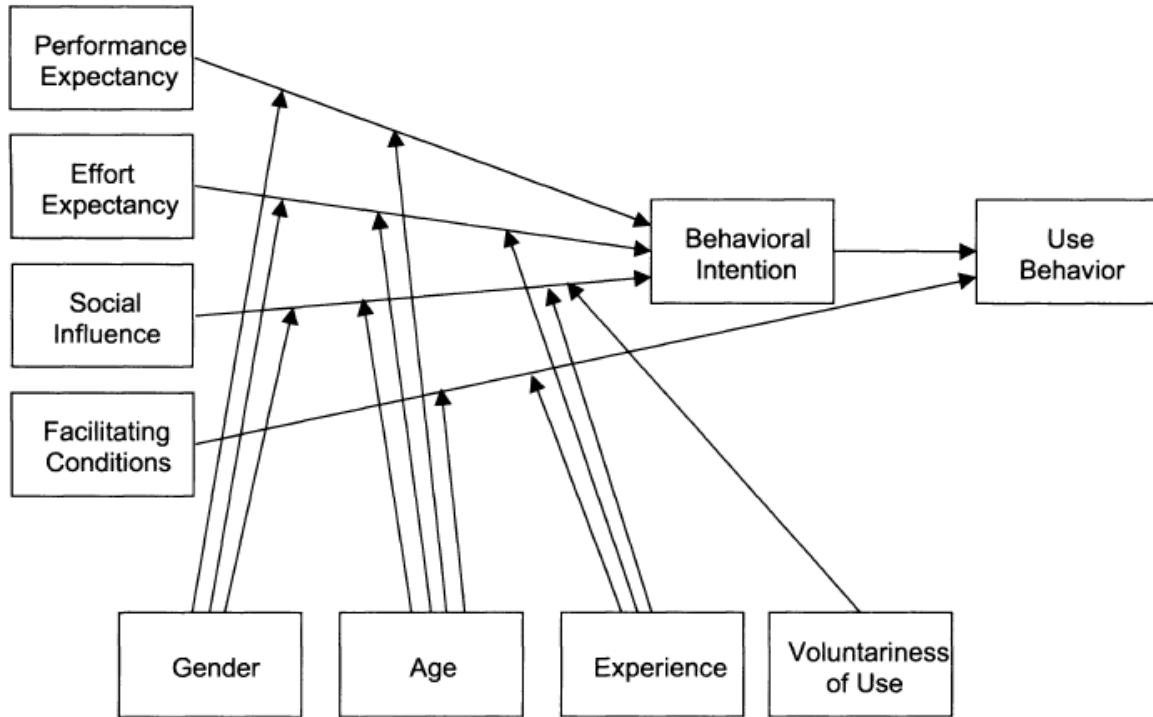 Performance
Expectancy
Effort
Expectancy
Social
Influence
Facilitating
Conditions
Behavioral
Intention
Use
Behavior
Gender
Age
Experience
Voluntariness
of Use